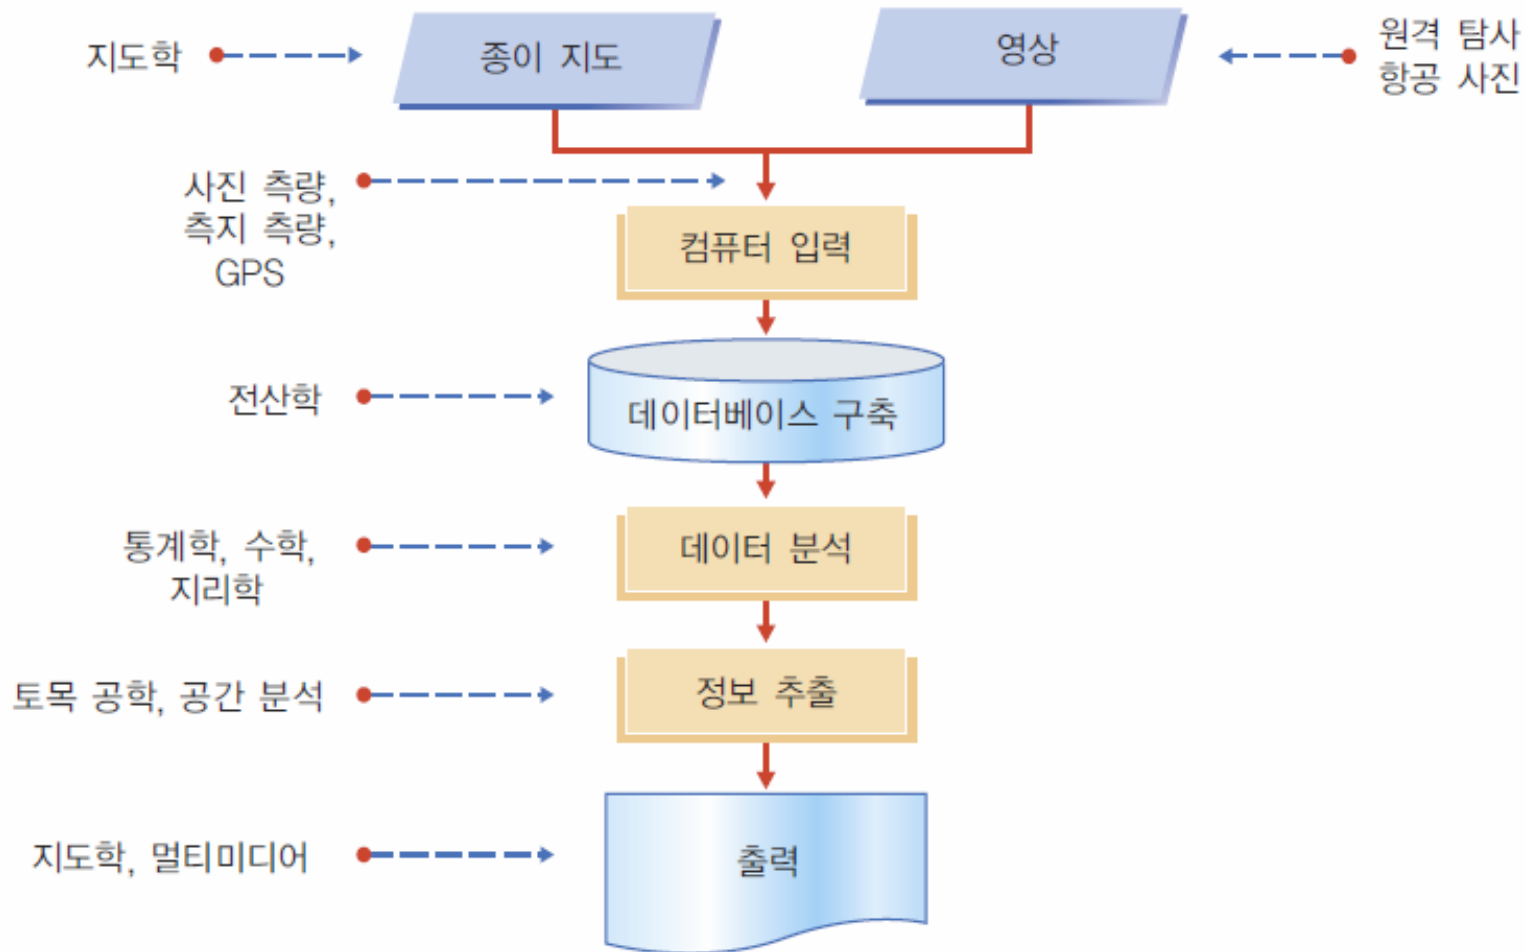 지도학
종이 지도
영상
원격 탐사
항공 사진
사진 측량,
측지 측량,
GPS
컴퓨터 입력
전산학
데이터베이스 구축
통계학, 수학,
지리학
데이터 분석
토목 공학, 공간 분석
정보 추출
지도학, 멀티미디어
출력